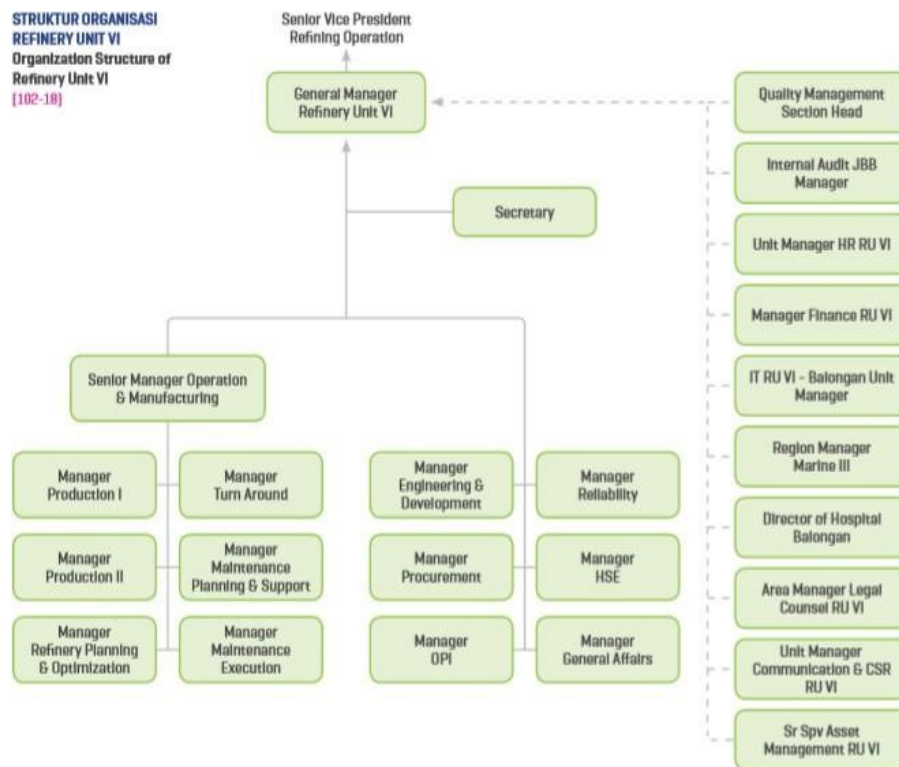 STRUKTUR ORGANISASI
REFINERY UNIT VI
Organization Structure of
Refinery Unit VI
[102-18]
Senior Vice President
Refining Operation
General Manager
Refinery Unit VI
Secretary
Senior Manager Operation
& Manufacturing
Manager
Production I
Manager
Turn Around
Manager
Production II
Manager
Maintenance
Planning & Support
Manager
Refinery Planning
& Optimization
Manager
Maintenance
Execution
Manager
Engineering &
Development
Manager
Reliability
Manager
Procurement
Manager
HSE
Manager
OPI
Manager
General Affairs
Quality Management
Section Head
Internal Audit JBB
Manager
Unit Manager HR RU VI
Manager Finance RU VI
IT RU VI - Balongan Unit
Manager
Region Manager
Marine III
Director of Hospital
Balongan
Area Manager Legal
Counsel RU VI
Unit Manager
Communication & CSR
RU VI
Sr Spv Asset
Management RU VI